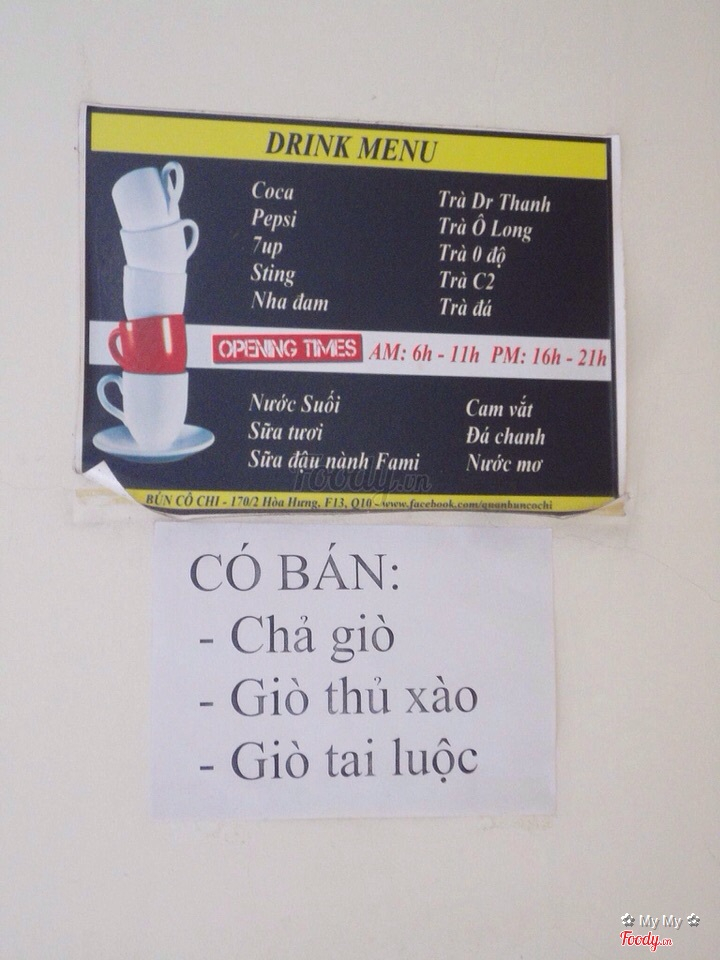 DRINK MENU
Coca
Pepsi
7up
Sting
Nha đam
Trà Dr Thanh
Trà Ô Long
Trà 0 độ
Trà C2
Trà đá
OPENING TIMES AM: 6h - 11h PM: 16h - 21h
Nước Suối
Sữa tươi
Sữa đậu nành Fami
Cam vắt
Đá chanh
Nước mơ
Foody.vn
BÚN CÔ CHI - 170/2 Hòa Hưng, F13, Q10 - www.facebook.com/quanbuncochi
CÓ BÁN:
- Chả giò
- Giò thủ xào
- Giò tai luộc
My My
Foody.vn